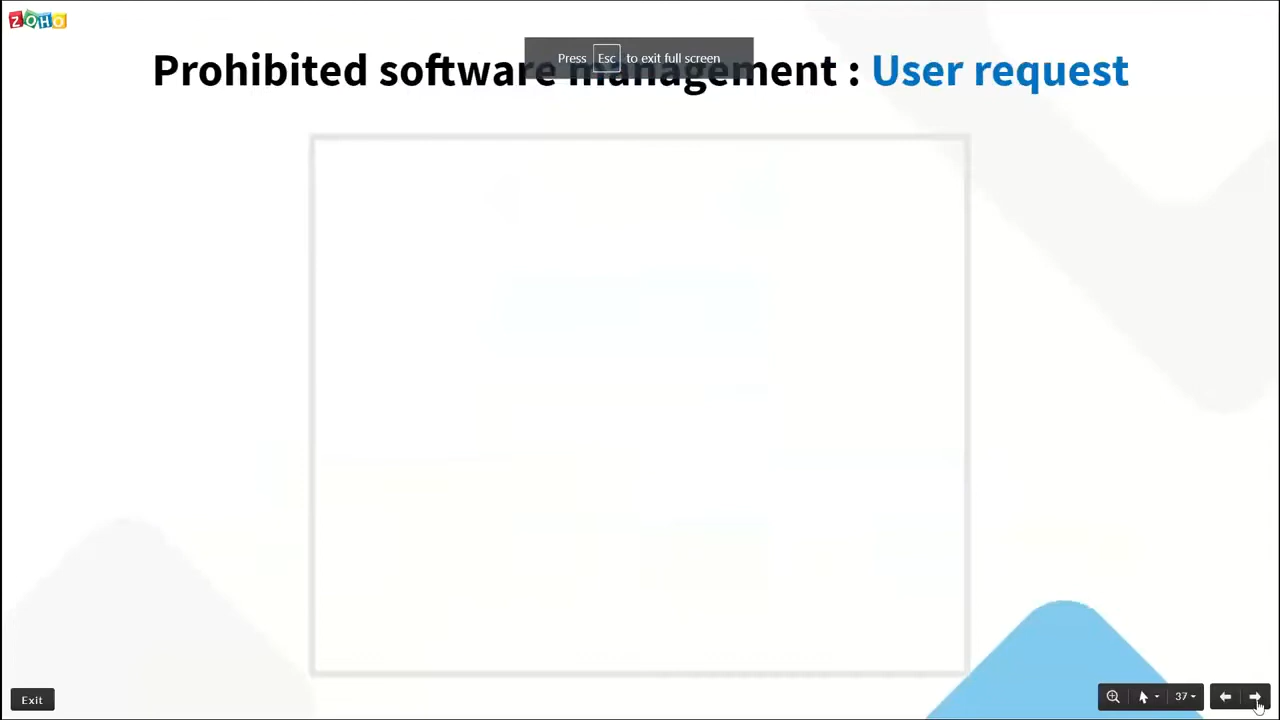 ZOHO
Press Esc to exit full screen
Prohibited software management : User request
Exit
37